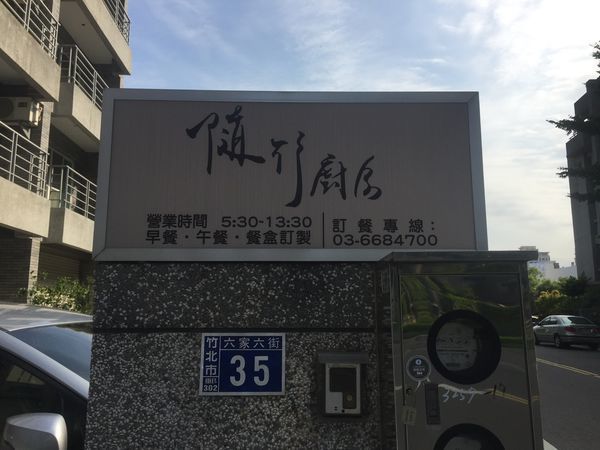 隨行廚房
營業時間 5:30-13:30
早餐・午餐・餐盒訂製
訂餐專線：
03-6684700
竹北市
六家六街
35
302
3257